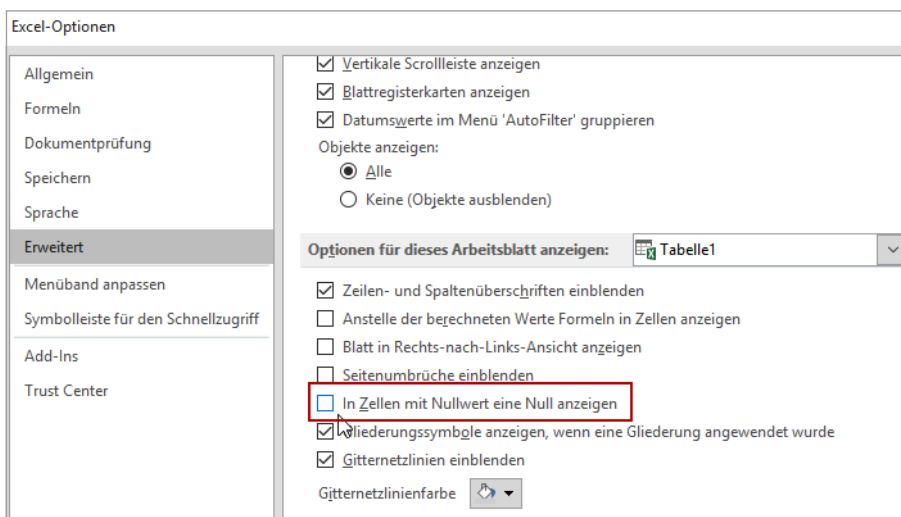 Excel-Optionen
Allgemein
Formeln
Dokumentprüfung
Speichern
Sprache
Erweitert
Menüband anpassen
Symbolleiste für den Schnellzugriff
Add-Ins
Trust Center
Vertikale Scrollleiste anzeigen
Blattregisterkarten anzeigen
Datumswerte im Menü 'AutoFilter' gruppieren
Objekte anzeigen:
Alle
Keine (Objekte ausblenden)
Optionen für dieses Arbeitsblatt anzeigen: Tabelle1
Zeilen- und Spaltenüberschriften einblenden
Anstelle der berechneten Werte Formeln in Zellen anzeigen
Blatt in Rechts-nach-Links-Ansicht anzeigen
Seitenumbrüche einblenden
In Zellen mit Nullwert eine Null anzeigen
Gliederungssymbole anzeigen, wenn eine Gliederung angewendet wurde
Gitternetzlinien einblenden
Gitternetzlinienfarbe